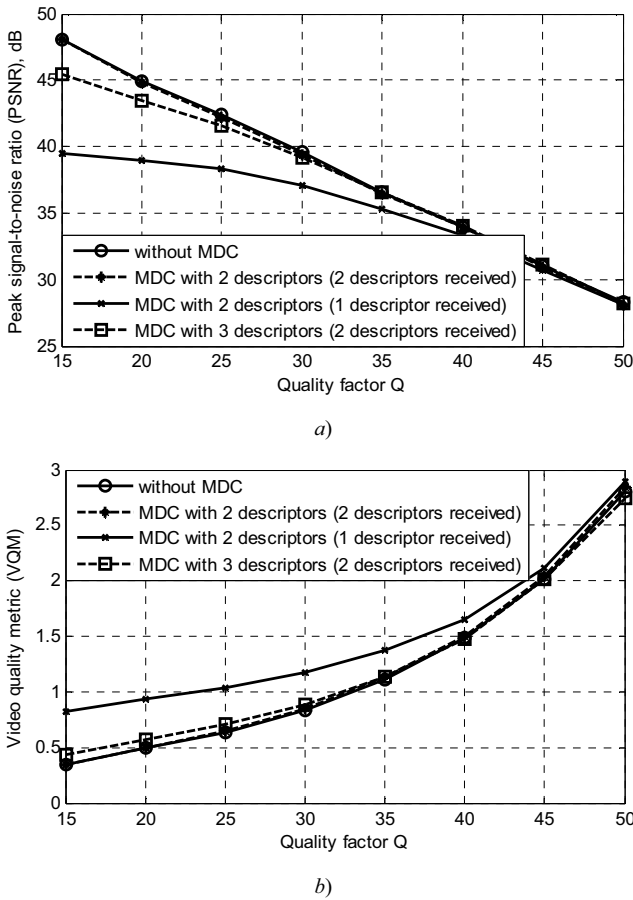 50
45
40
35
30
25
Peak signal-to-noise ratio (PSNR), dB
without MDC
MDC with 2 descriptors (2 descriptors received)
MDC with 2 descriptors (1 descriptor received)
MDC with 3 descriptors (2 descriptors received)
15 20 25 30 35 40 45 50
Quality factor Q
a)
3
2.5
2
1.5
1
0.5
0
Video quality metric (VQM)
without MDC
MDC with 2 descriptors (2 descriptors received)
MDC with 2 descriptors (1 descriptor received)
MDC with 3 descriptors (2 descriptors received)
15 20 25 30 35 40 45 50
Quality factor Q
b)